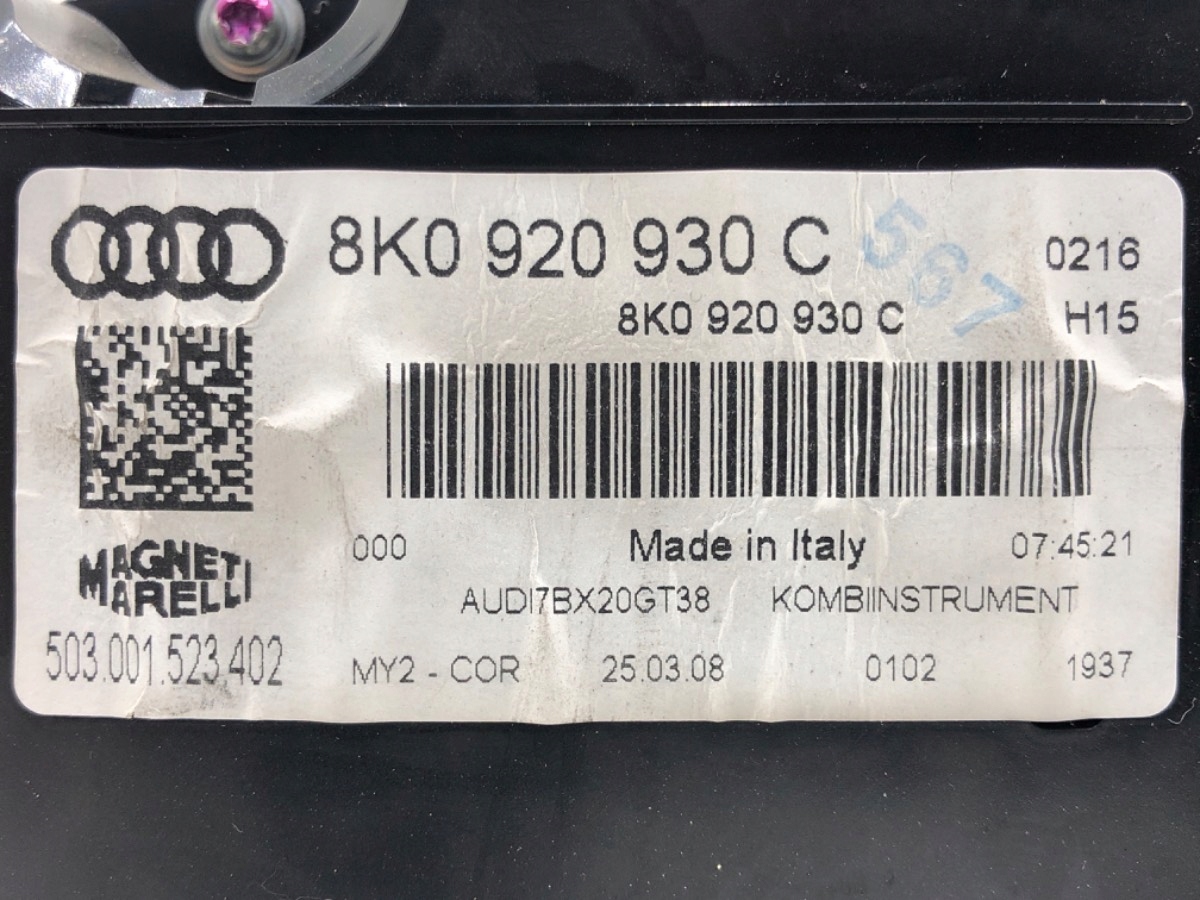 8K0 920 930 C
567
0216
8K0 920 930 C
H15
000
Made in Italy
07:45:21
MAGNETI
MARELLI
AUDI7BX20GT38
KOMBIINSTRUMENT
503.001.523.402
MY2 - COR
25.03.08
0102
1937